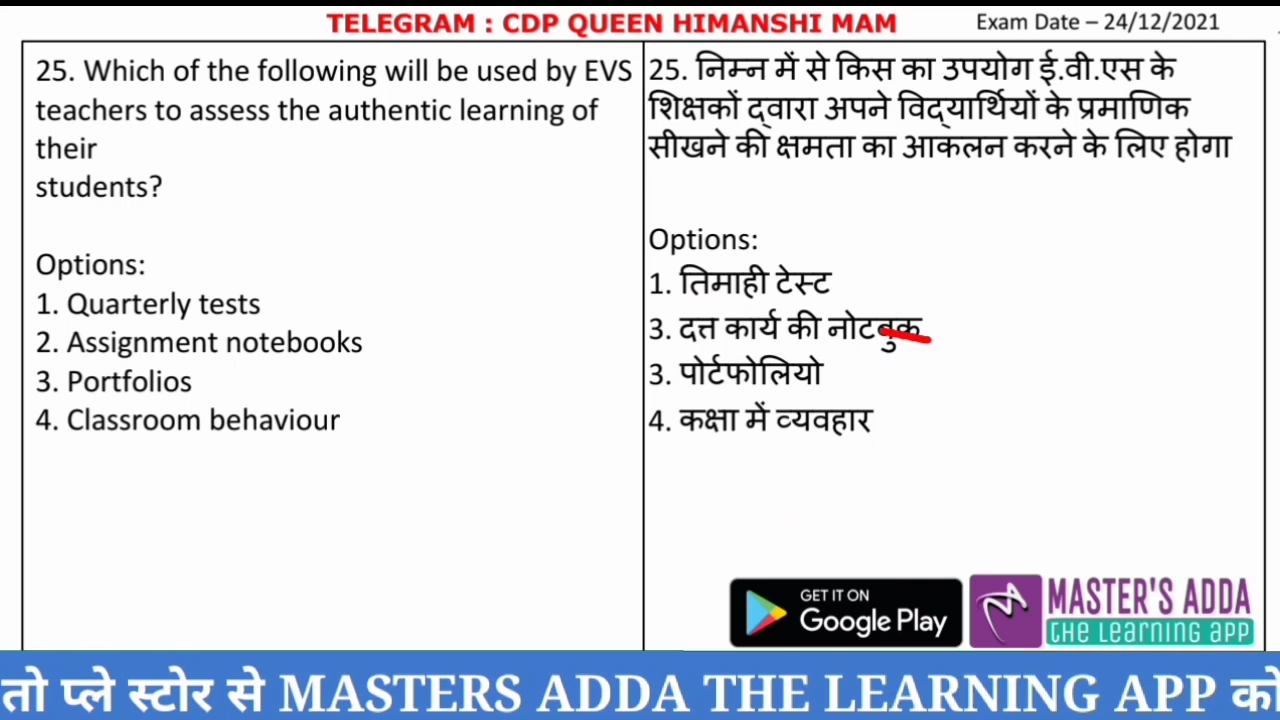 TELEGRAM : CDP QUEEN HIMANSHI MAM
Exam Date – 24/12/2021
25. Which of the following will be used by EVS
teachers to assess the authentic learning of
their
students?
Options:
1. Quarterly tests
2. Assignment notebooks
3. Portfolios
4. Classroom behaviour
25. निम्न में से किस का उपयोग ई.वी.एस के
शिक्षकों द्वारा अपने विद्यार्थियों के प्रमाणिक
सीखने की क्षमता का आकलन करने के लिए होगा
Options:
1. तिमाही टेस्ट
3. दत्त कार्य की नोटबुक
3. पोर्टफोलियो
4. कक्षा में व्यवहार
GET IT ON
Google Play
MASTER'S ADDA
the Learning app
तो प्ले स्टोर से MASTERS ADDA THE LEARNING APP को